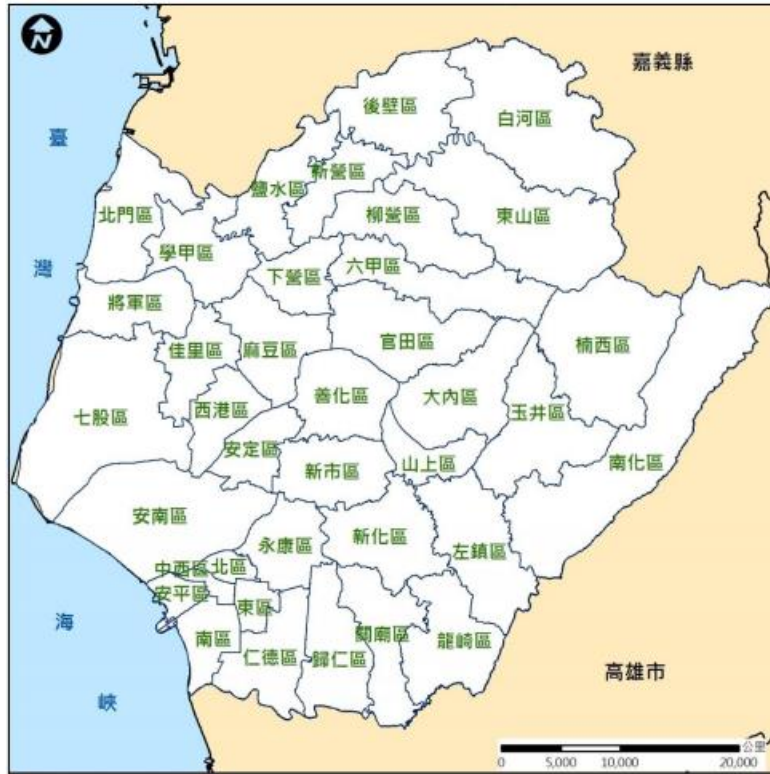 N
嘉義縣
後壁區
白河區
臺
新營區
鹽水區
北門區
柳營區
東山區
學甲區
灣
下營區
六甲區
將軍區
佳里區
麻豆區
官田區
楠西區
七股區
西港區
善化區
大內區
玉井區
安定區
新市區
山上區
南化區
安南區
永康區
新化區
左鎮區
中西區
北區
安平區
東區
海
南區
仁德區
歸仁區
關廟區
龍崎區
高雄市
峽
公里
0 5,000 10,000 20,000